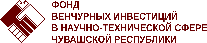 ФОНД
ВЕНЧУРНЫХ ИНВЕСТИЦИЙ
В НАУЧНО-ТЕХНИЧЕСКОЙ СФЕРЕ
ЧУВАШСКОЙ РЕСПУБЛИКИ